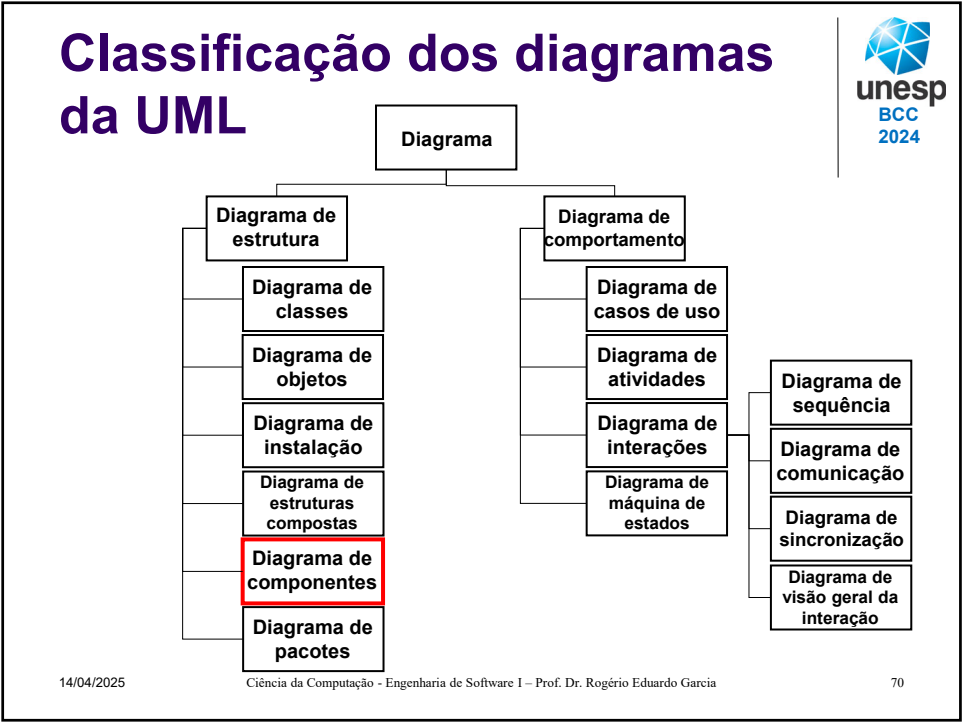 Classificação dos diagramas
da UML
unesp
BCC
2024
Diagrama
Diagrama de
estrutura
Diagrama de
classes
Diagrama de
objetos
Diagrama de
instalação
Diagrama de
estruturas
compostas
Diagrama de
componentes
Diagrama de
pacotes
Diagrama de
comportamento
Diagrama de
casos de uso
Diagrama de
atividades
Diagrama de
interações
Diagrama de
máquina de
estados
Diagrama de
sequência
Diagrama de
comunicação
Diagrama de
sincronização
Diagrama de
visão geral da
interação
14/04/2025
Ciência da Computação - Engenharia de Software I – Prof. Dr. Rogério Eduardo Garcia
70